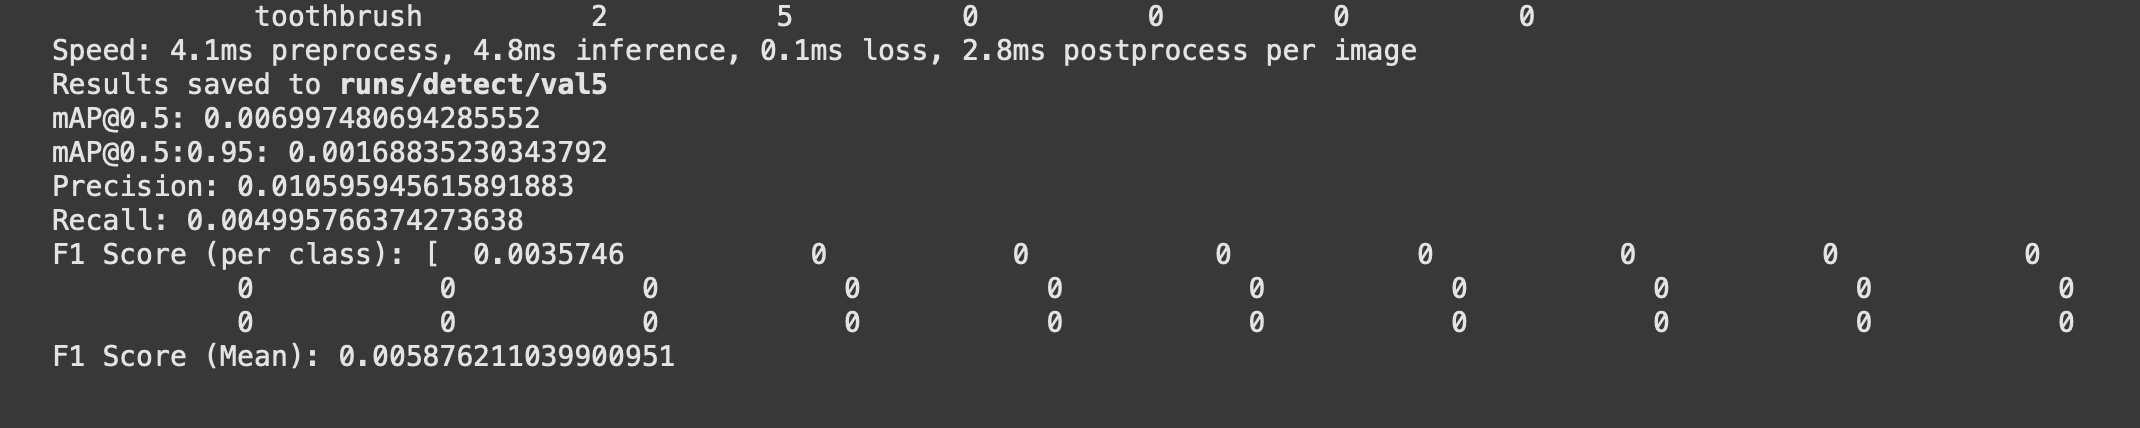 toothbrush 2 5 0 0 0 0
Speed: 4.1ms preprocess, 4.8ms inference, 0.1ms loss, 2.8ms postprocess per image
Results saved to runs/detect/val5
mAP@0.5: 0.006997480694285552
mAP@0.5:0.95: 0.00168835230343792
Precision: 0.010595945615891883
Recall: 0.004995766374273638
F1 Score (per class): [ 0.0035746 0 0 0 0 0 0 0
0 0 0 0 0 0 0 0 0 0
0 0 0 0 0 0 0 0 0 0
F1 Score (Mean): 0.005876211039900951